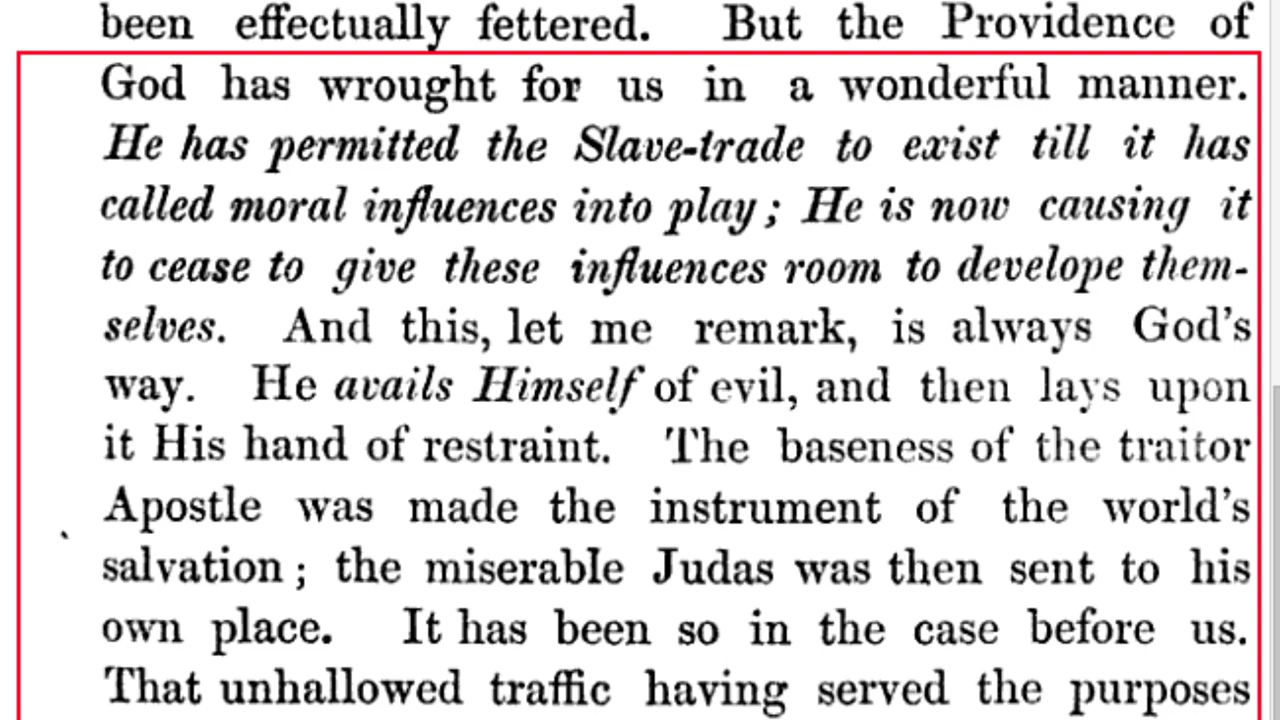 been effectually fettered. But the Providence of
God has wrought for us in a wonderful manner.
He has permitted the Slave-trade to exist till it has
called moral influences into play; He is now causing it
to cease to give these influences room to develope them-
selves. And this, let me remark, is always God's
way. He avails Himself of evil, and then lays upon
it His hand of restraint. The baseness of the traitor
Apostle was made the instrument of the world's
salvation; the miserable Judas was then sent to his
own place. It has been so in the case before us.
That unhallowed traffic having served the purposes